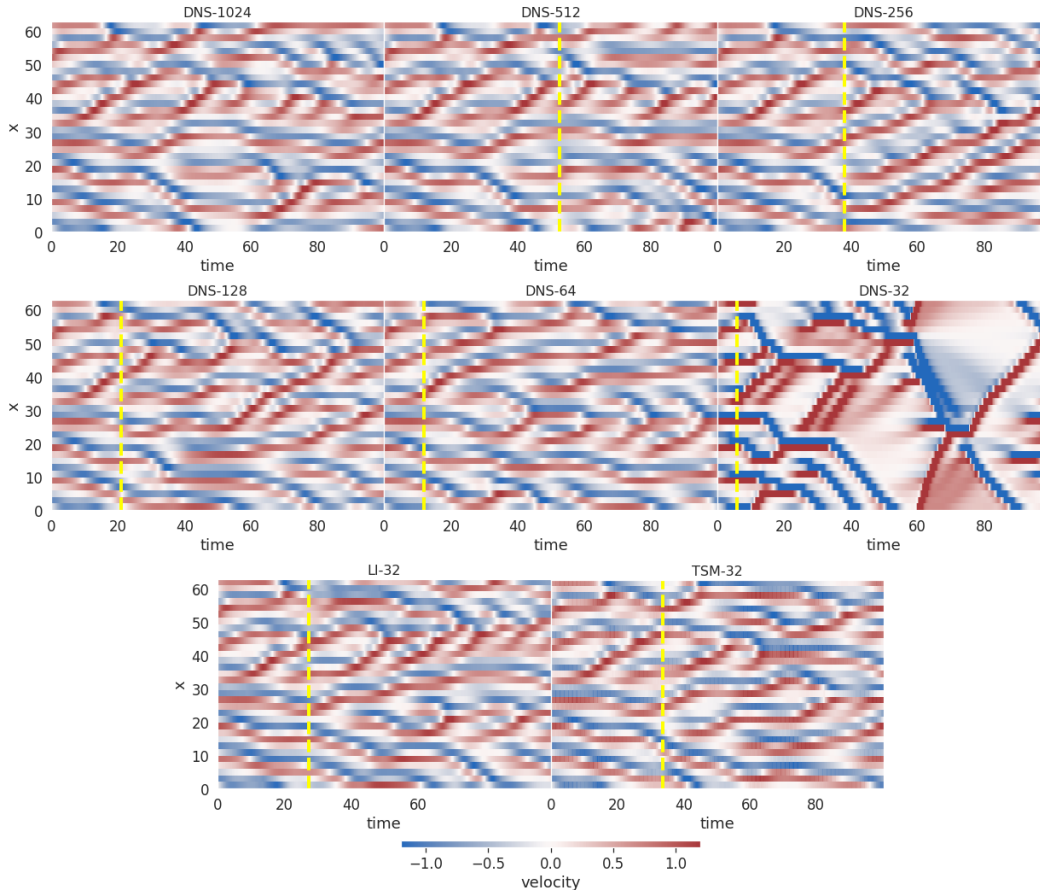 DNS-1024 DNS-512 DNS-256
60
50
40
30
20
10
0
x
0 20 40 60 80 0 20 40 60 80 0 20 40 60 80
time time time
DNS-128 DNS-64 DNS-32
60
50
40
30
20
10
0
x
0 20 40 60 80 0 20 40 60 80 0 20 40 60 80
time time time
LI-32 TSM-32
60
50
40
30
20
10
0
x
0 20 40 60 0 20 40 60 80
time time
−1.0 −0.5 0.0 0.5 1.0
velocity